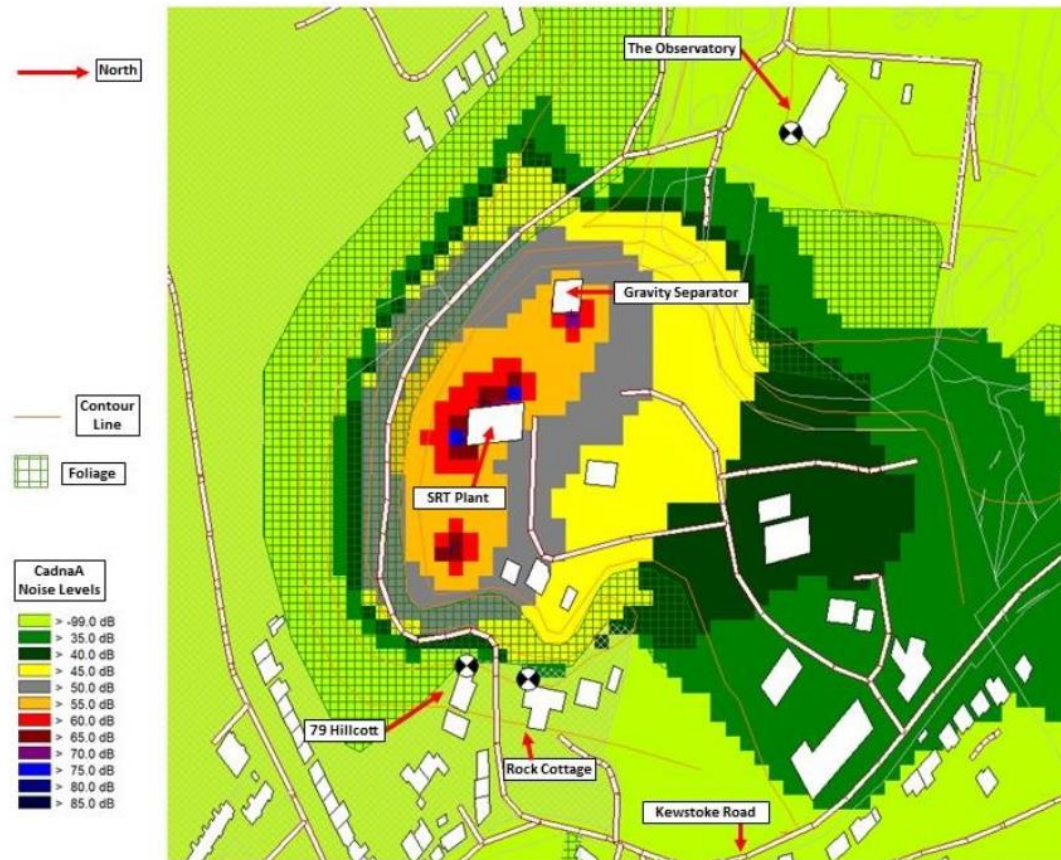 North
The Observatory
Gravity Separator
Contour
Line
Foliage
SRT Plant
CadnaA
Noise Levels
> -99.0 dB
> 35.0 dB
> 40.0 dB
> 45.0 dB
> 50.0 dB
> 55.0 dB
> 60.0 dB
> 65.0 dB
> 70.0 dB
> 75.0 dB
> 80.0 dB
> 85.0 dB
79 Hillcott
Rock Cottage
Kewstoke Road